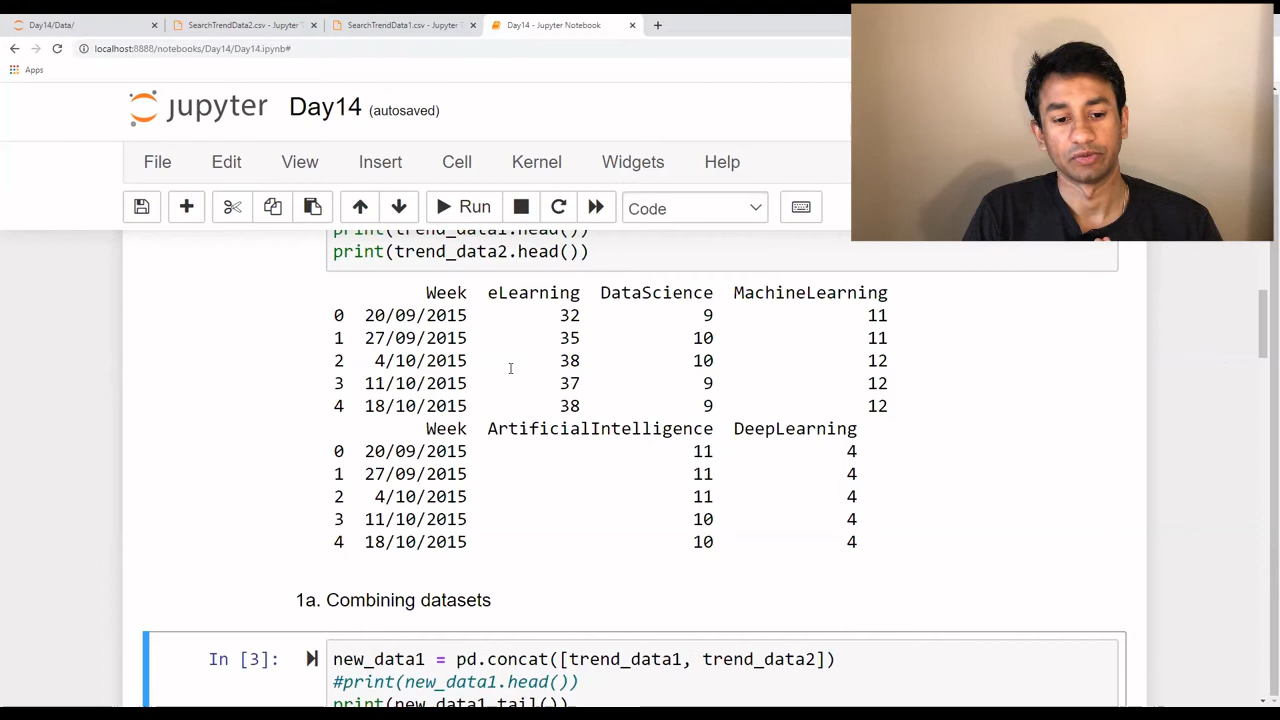 Day14/Data/
SearchTrendData2.csv - Jupyter T
SearchTrendData1.csv - Jupyter T
Day14 - Jupyter Notebook
localhost:8888/notebooks/Day14/Day14.ipynb#
Apps
jupyter Day14 (autosaved)
File Edit View Insert Cell Kernel Widgets Help
Run Code
print(trend_data1.head())
print(trend_data2.head())
Week eLearning DataScience MachineLearning
0 20/09/2015 32 9 11
1 27/09/2015 35 10 11
2 4/10/2015 38 10 12
3 11/10/2015 37 9 12
4 18/10/2015 38 9 12
Week ArtificialIntelligence DeepLearning
0 20/09/2015 11 4
1 27/09/2015 11 4
2 4/10/2015 11 4
3 11/10/2015 10 4
4 18/10/2015 10 4
1a. Combining datasets
In [3]: new_data1 = pd.concat([trend_data1, trend_data2])
#print(new_data1.head())
print(new_data1.tail())